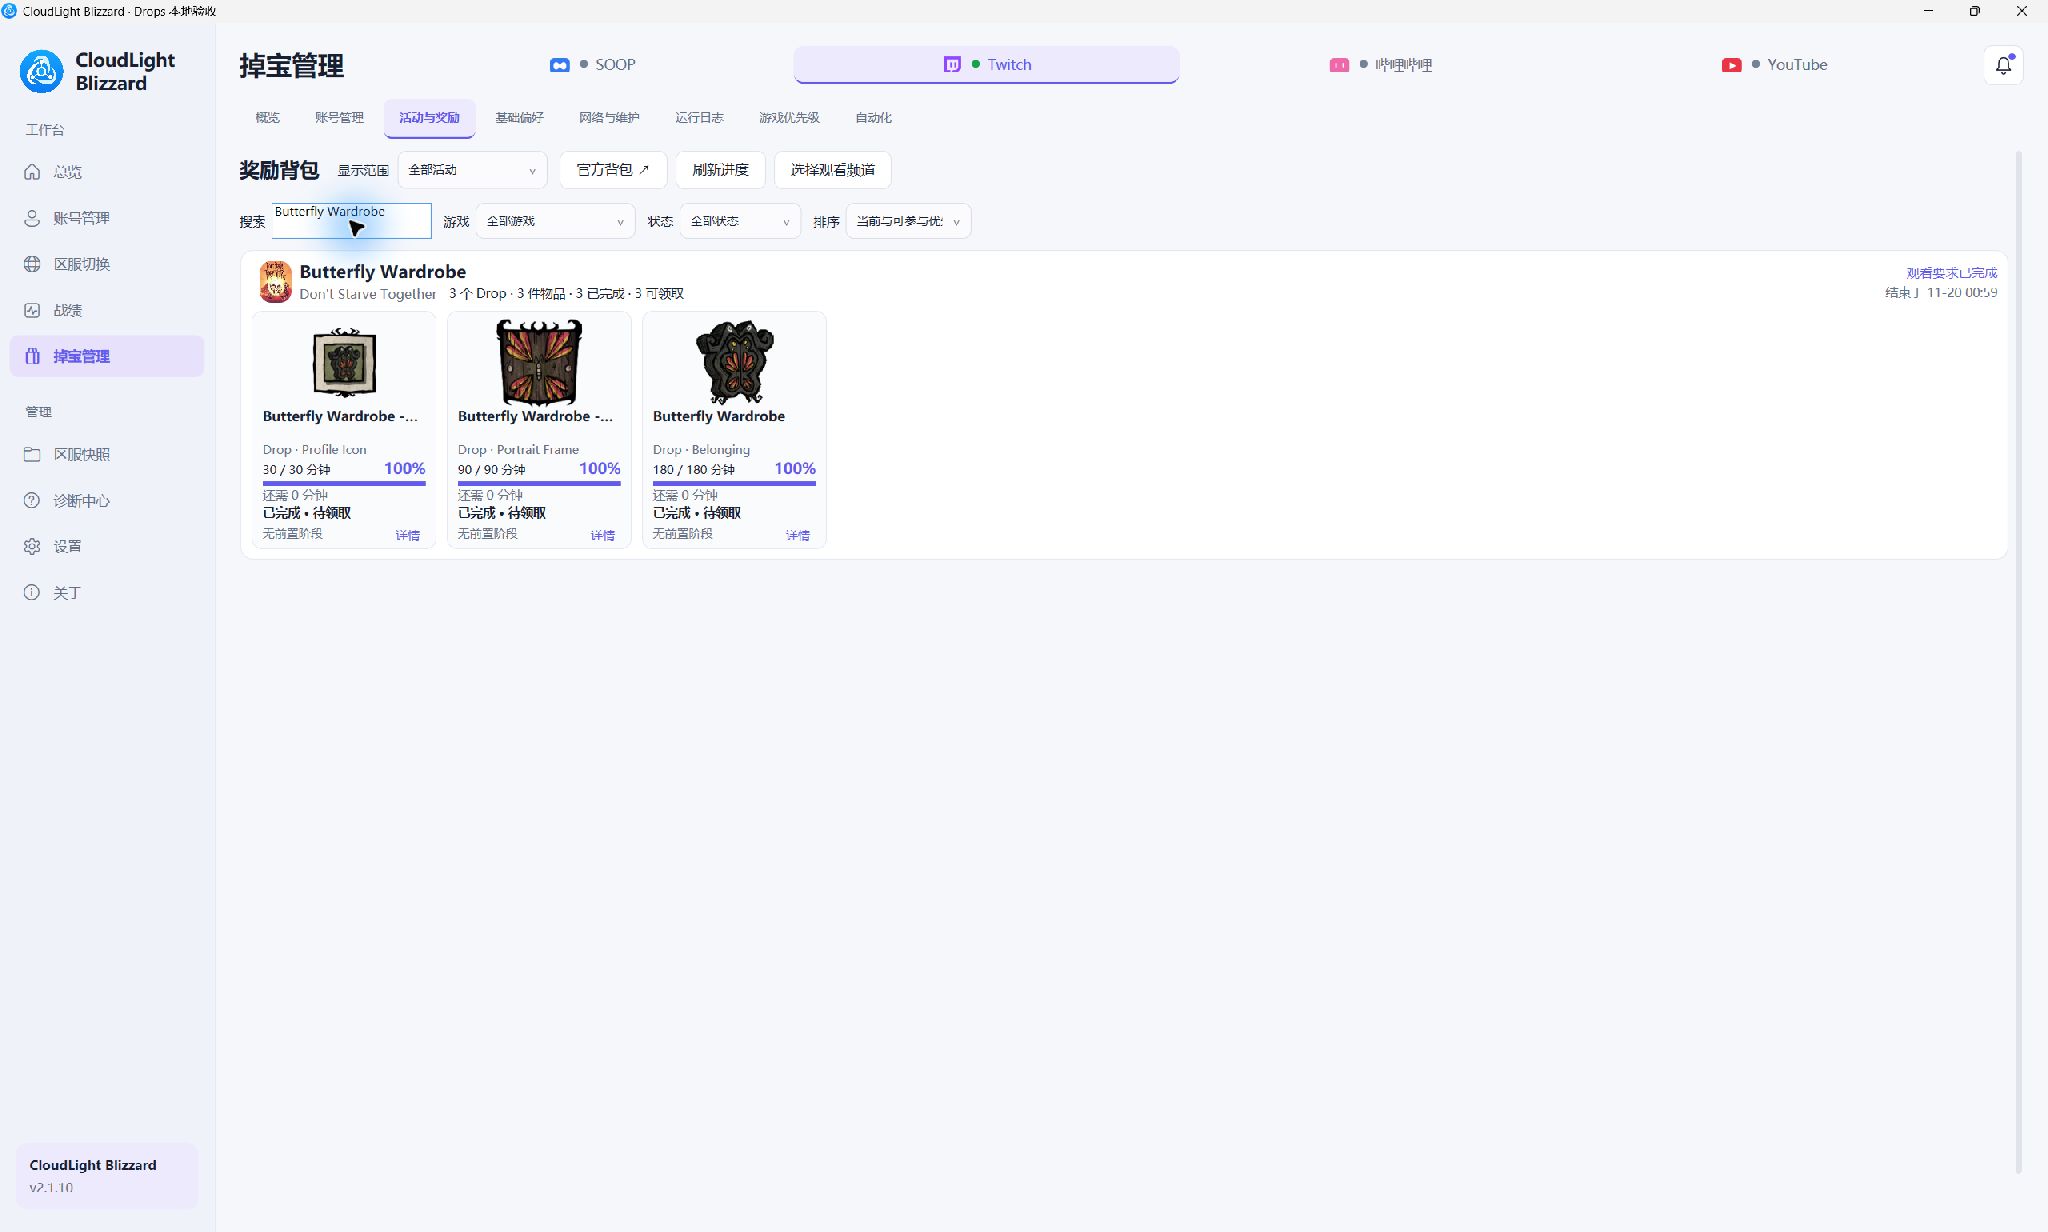 CloudLight Blizzard · Drops 本地验收
CloudLight
Blizzard
工作台
总览
账号管理
区服切换
战绩
掉宝管理
管理
区服快照
诊断中心
设置
关于
CloudLight Blizzard
v2.1.10
掉宝管理
SOOP
Twitch
哔哩哔哩
YouTube
概览
账号管理
活动与奖励
基础偏好
网络与维护
运行日志
游戏优先级
自动化
奖励背包
显示范围
全部活动
官方背包 ↗
刷新进度
选择观看频道
搜索
Butterfly Wardrobe
游戏
全部游戏
状态
全部状态
排序
当前与可参与优
Butterfly Wardrobe
Don't Starve Together 3 个 Drop · 3 件物品 · 3 已完成 · 3 可领取
观看要求已完成
结束于 11-20 00:59
Butterfly Wardrobe -...
Drop · Profile Icon
30 / 30 分钟 100%
还需 0 分钟
已完成 • 待领取
无前置阶段 详情
Butterfly Wardrobe -...
Drop · Portrait Frame
90 / 90 分钟 100%
还需 0 分钟
已完成 • 待领取
无前置阶段 详情
Butterfly Wardrobe
Drop · Belonging
180 / 180 分钟 100%
还需 0 分钟
已完成 • 待领取
无前置阶段 详情